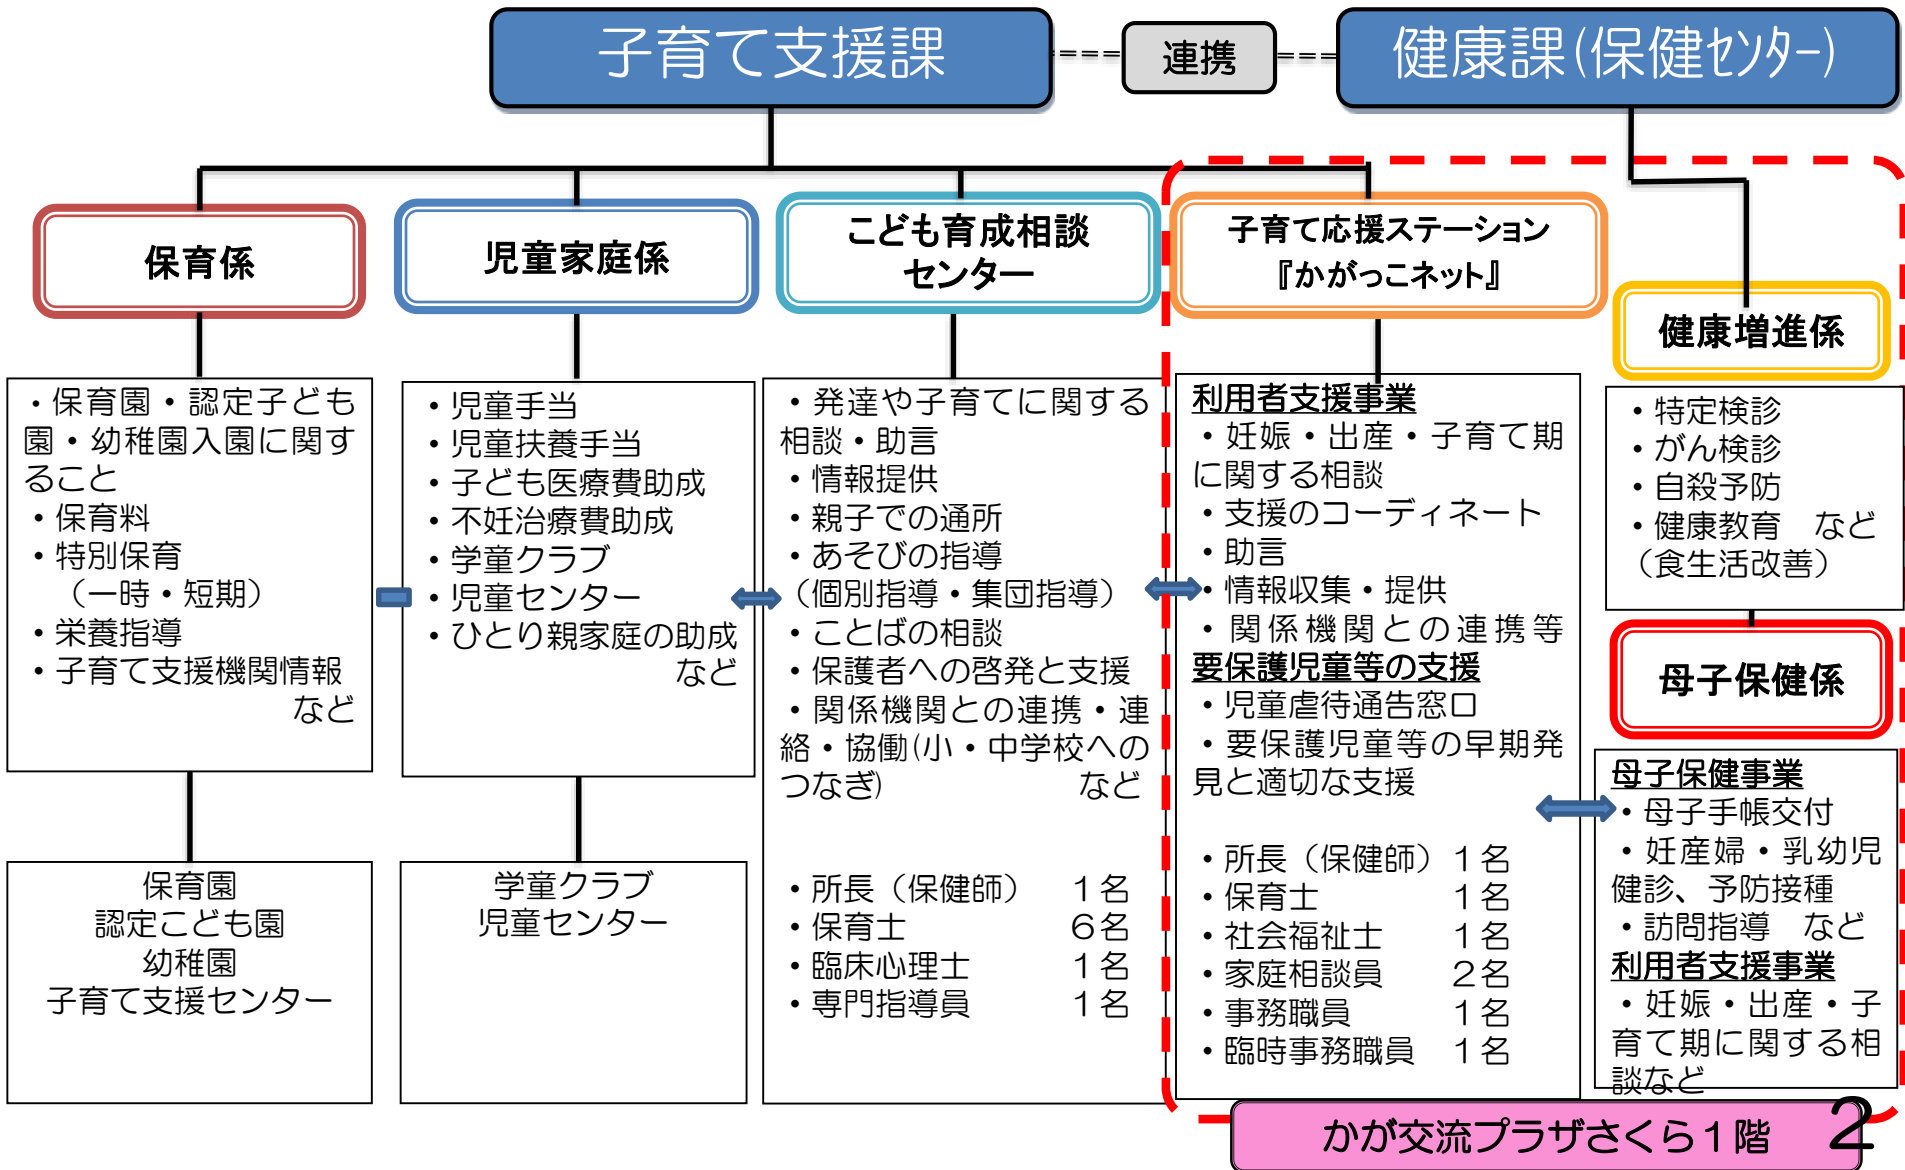 子育て支援課
連携
健康課(保健ｾﾝﾀｰ)
保育係
・保育園・認定子ども
園・幼稚園入園に関す
ること
・保育料
・特別保育
（一時・短期）
・栄養指導
・子育て支援機関情報
など
保育園
認定こども園
幼稚園
子育て支援センター
児童家庭係
・児童手当
・児童扶養手当
・子ども医療費助成
・不妊治療費助成
・学童クラブ
・児童センター
・ひとり親家庭の助成
など
学童クラブ
児童センター
こども育成相談
センター
・発達や子育てに関する
相談・助言
・情報提供
・親子での通所
・あそびの指導
（個別指導・集団指導）
・ことばの相談
・保護者への啓発と支援
・関係機関との連携・連
絡・協働(小・中学校への
つなぎ) など
・所長（保健師） １名
・保育士 ６名
・臨床心理士 １名
・専門指導員 １名
子育て応援ステーション
『かがっこネット』
利用者支援事業
・妊娠・出産・子育て期
に関する相談
・支援のコーディネート
・助言
・情報収集・提供
・関係機関との連携等
要保護児童等の支援
・児童虐待通告窓口
・要保護児童等の早期発
見と適切な支援
・所長（保健師）１名
・保育士 １名
・社会福祉士 １名
・家庭相談員 ２名
・事務職員 １名
・臨時事務職員 １名
健康増進係
・特定検診
・がん検診
・自殺予防
・健康教育 など
（食生活改善）
母子保健係
母子保健事業
・母子手帳交付
・妊産婦・乳幼児
健診、予防接種
・訪問指導 など
利用者支援事業
・妊娠・出産・子
育て期に関する相
談など
かが交流プラザさくら１階
2